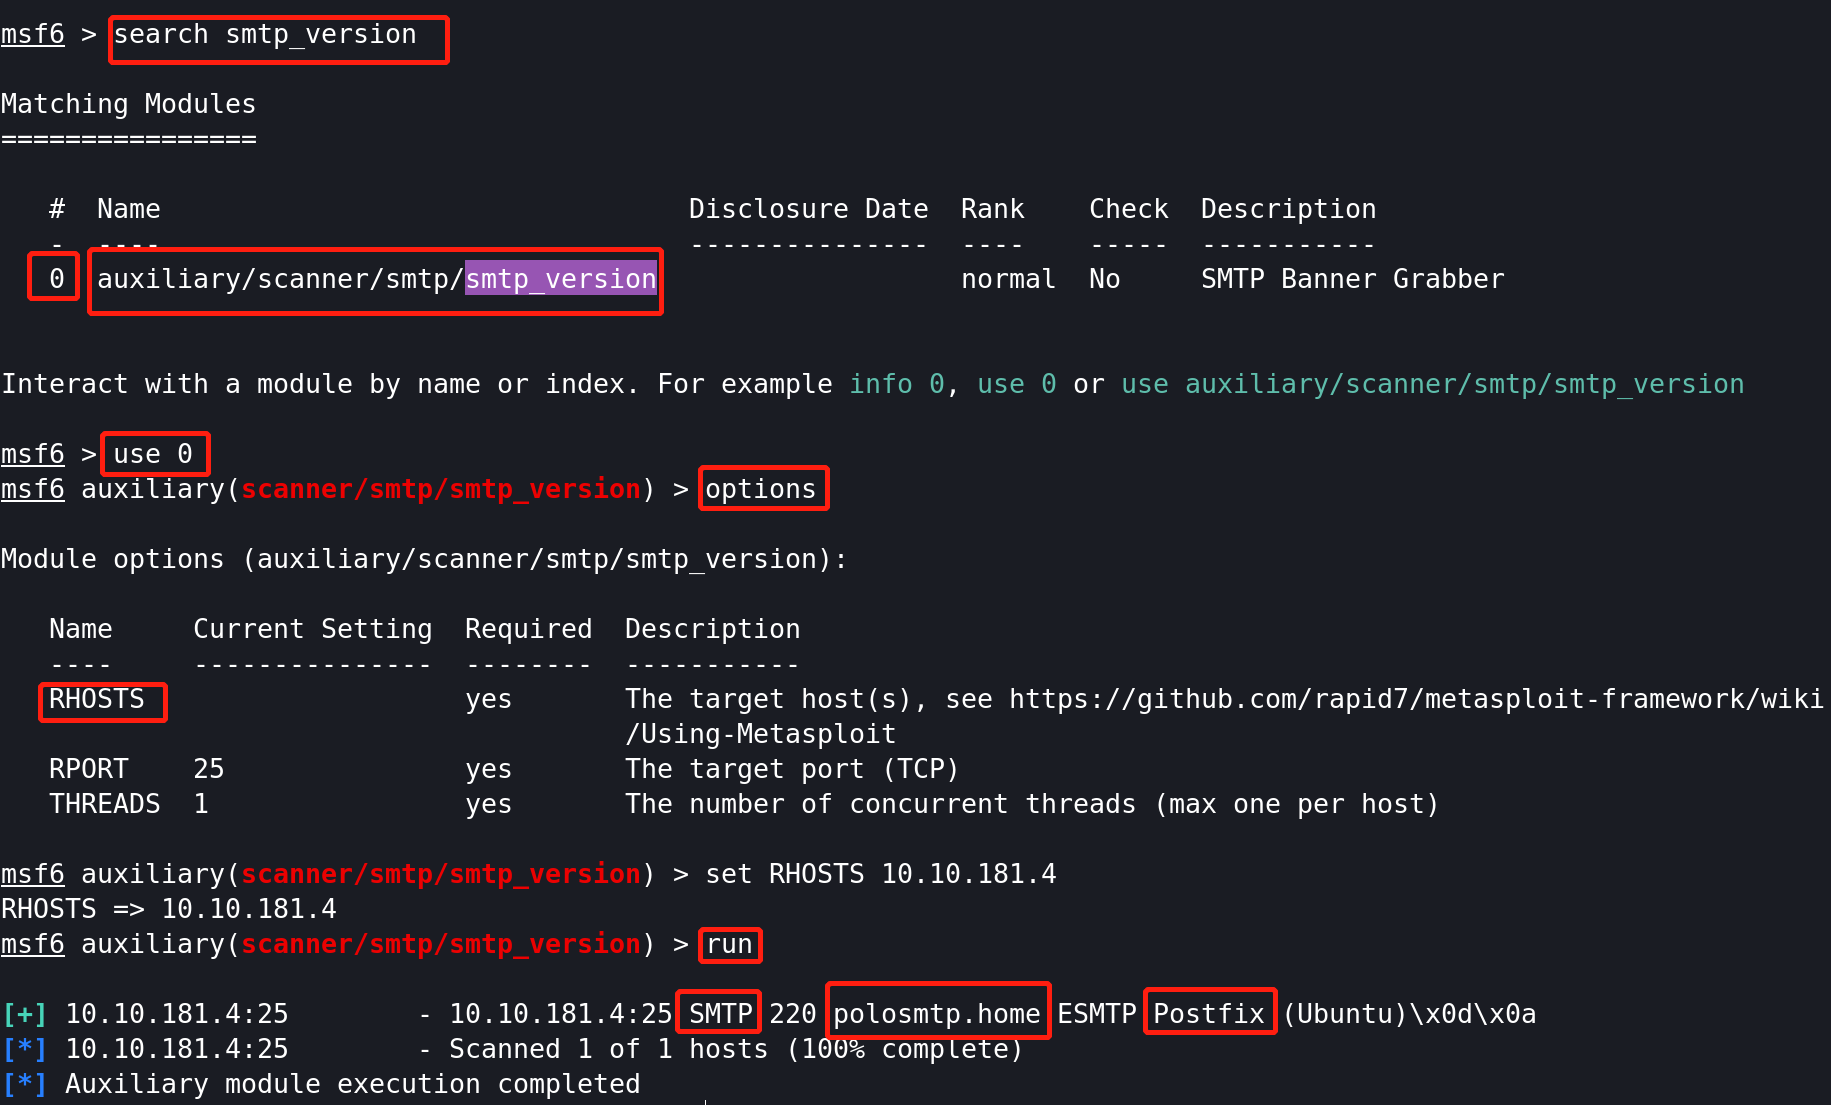 msf6 > search smtp_version
Matching Modules
================
#  Name                                 Disclosure Date  Rank    Check  Description
-  ----                                 ---------------  ----    -----  -----------
0  auxiliary/scanner/smtp/smtp_version                   normal  No     SMTP Banner Grabber
Interact with a module by name or index. For example info 0, use 0 or use auxiliary/scanner/smtp/smtp_version
msf6 > use 0
msf6 auxiliary(scanner/smtp/smtp_version) > options
Module options (auxiliary/scanner/smtp/smtp_version):
Name     Current Setting  Required  Description
----     ---------------  --------  -----------
RHOSTS                    yes       The target host(s), see https://github.com/rapid7/metasploit-framework/wiki
/Using-Metasploit
RPORT    25               yes       The target port (TCP)
THREADS  1                yes       The number of concurrent threads (max one per host)
msf6 auxiliary(scanner/smtp/smtp_version) > set RHOSTS 10.10.181.4
RHOSTS => 10.10.181.4
msf6 auxiliary(scanner/smtp/smtp_version) > run
[+] 10.10.181.4:25        - 10.10.181.4:25 SMTP 220 polosmtp.home ESMTP Postfix (Ubuntu)\x0d\x0a
[*] 10.10.181.4:25        - Scanned 1 of 1 hosts (100% complete)
[*] Auxiliary module execution completed